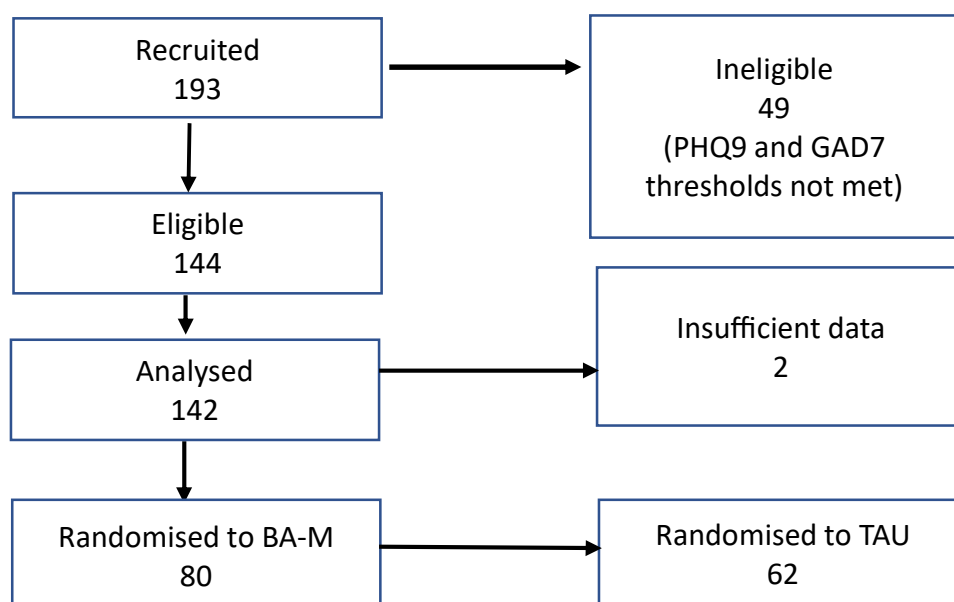 Recruited
193
Ineligible
49
(PHQ9 and GAD7
thresholds not met)
Eligible
144
Insufficient data
2
Analysed
142
Randomised to BA-M
80
Randomised to TAU
62